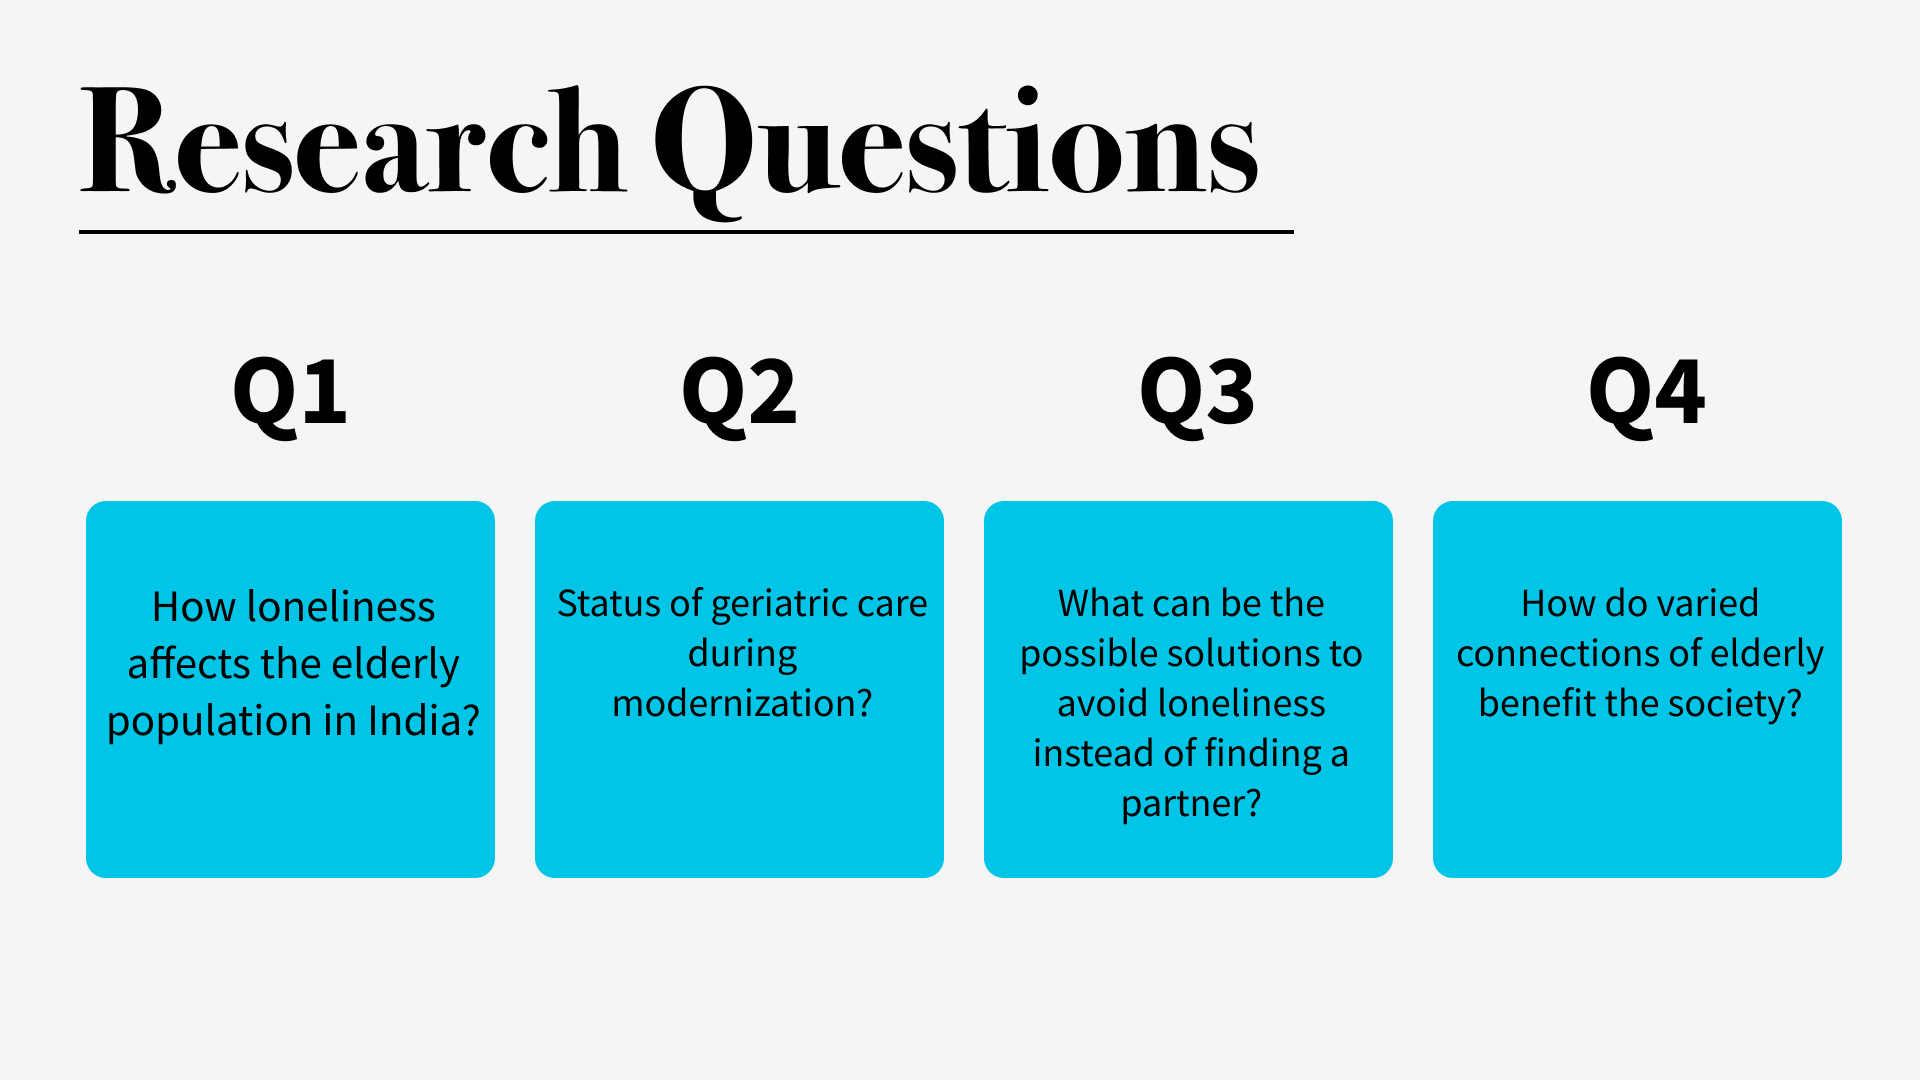 Research Questions
Q1
How loneliness
affects the elderly
population in India?
Q2
Status of geriatric care
during
modernization?
Q3
What can be the
possible solutions to
avoid loneliness
instead of finding a
partner?
Q4
How do varied
connections of elderly
benefit the society?